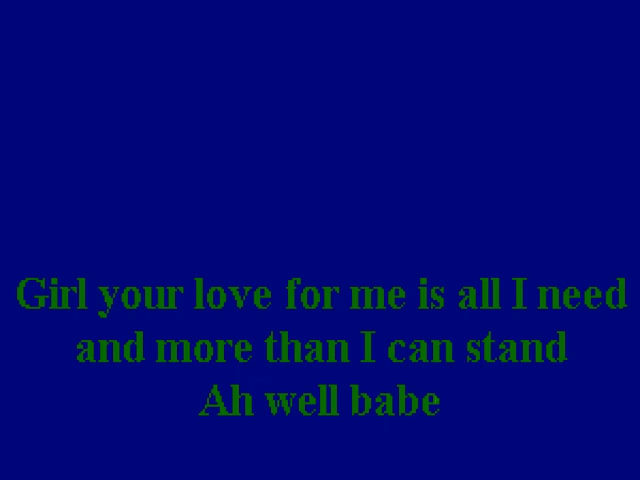 Girl your love for me is all I need
and more than I can stand
Ah well babe